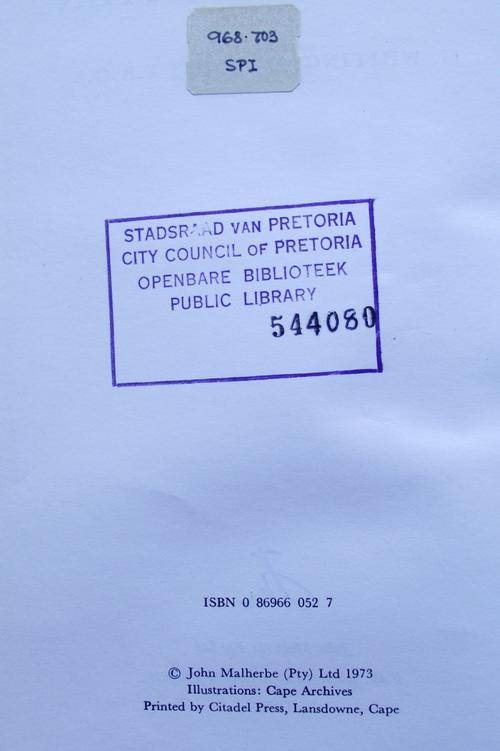 968.703
SPI
STADSRAAD VAN PRETORIA
CITY COUNCIL OF PRETORIA
OPENBARE BIBLIOTEEK
PUBLIC LIBRARY
544080
ISBN 0 86966 052 7
© John Malherbe (Pty) Ltd 1973
Illustrations: Cape Archives
Printed by Citadel Press, Lansdowne, Cape